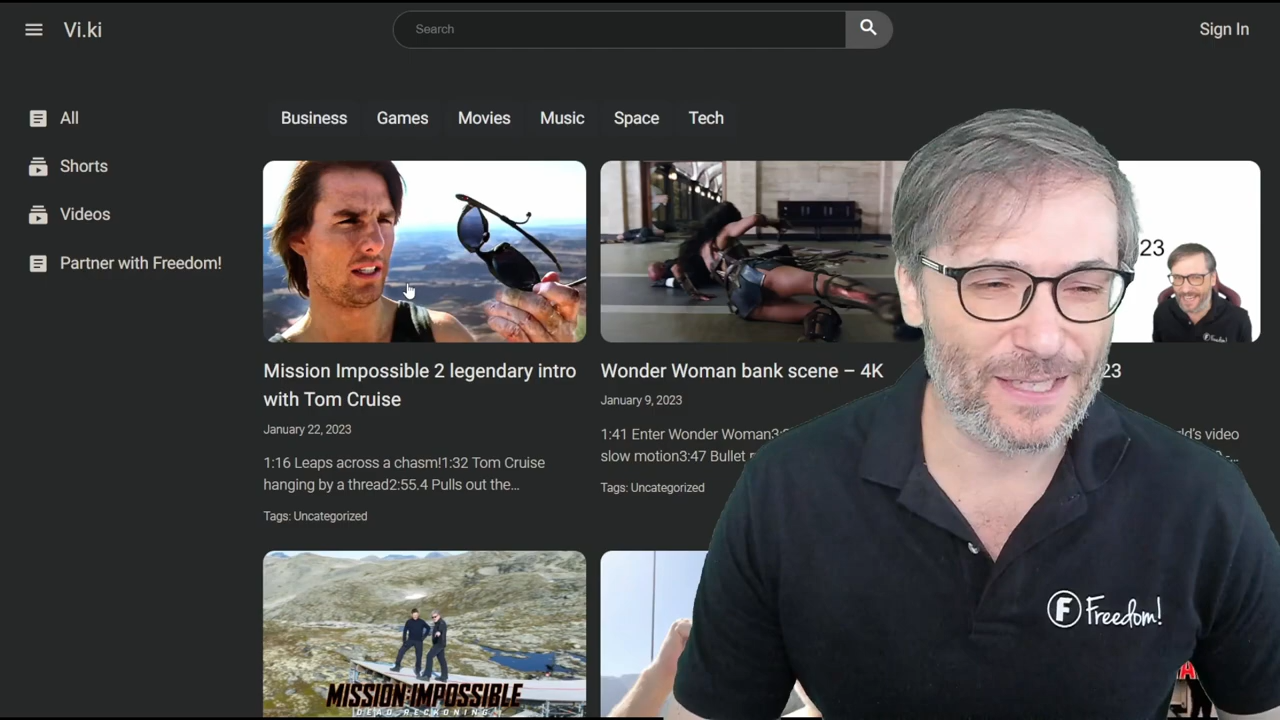 Vi.ki
Search
Sign In
All
Shorts
Videos
Partner with Freedom!
Business
Games
Movies
Music
Space
Tech
Mission Impossible 2 legendary intro
with Tom Cruise
January 22, 2023
1:16 Leaps across a chasm!1:32 Tom Cruise
hanging by a thread2:55.4 Pulls out the…
Tags: Uncategorized
Wonder Woman bank scene – 4K
January 9, 2023
1:41 Enter Wonder Woman3:
slow motion3:47 Bullet
Tags: Uncategorized
23
23
video
MISSION:IMPOSSIBLE
DEAD RECKONING
F Freedom!